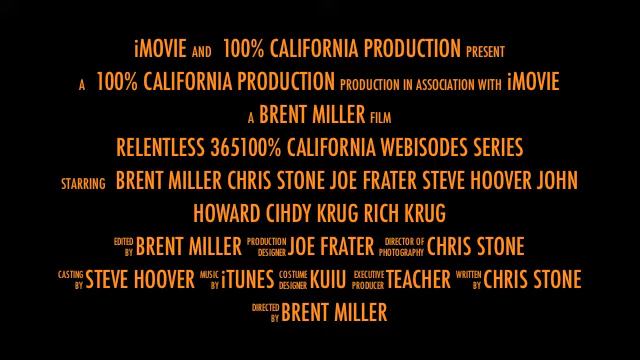 iMOVIE AND 100% CALIFORNIA PRODUCTION PRESENT
A 100% CALIFORNIA PRODUCTION PRODUCTION IN ASSOCIATION WITH iMOVIE
A BRENT MILLER FILM
RELENTLESS 365100% CALIFORNIA WEBISODES SERIES
STARRING BRENT MILLER CHRIS STONE JOE FRATER STEVE HOOVER JOHN
HOWARD CIHDY KRUG RICH KRUG
EDITED BY BRENT MILLER PRODUCTION DESIGNER JOE FRATER DIRECTOR OF PHOTOGRAPHY CHRIS STONE
CASTING BY STEVE HOOVER MUSIC BY iTUNES COSTUME DESIGNER KUIU EXECUTIVE PRODUCER TEACHER WRITTEN BY CHRIS STONE
DIRECTED BY BRENT MILLER